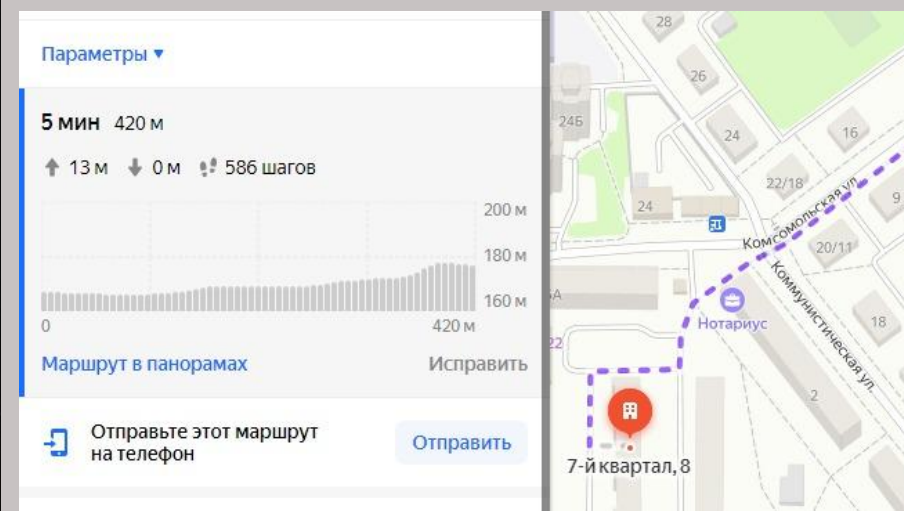 Параметры ▾
5 мин 420 м
13 м 0 м 586 шагов
200 м
180 м
160 м
0
420 м
Маршрут в панорамах
Исправить
Отправьте этот маршрут
на телефон
Отправить
28
26
24Б
24
16
22/18
9
24
Комсомольская ул.
20/11
Коммунистическая ул.
Нотариус
18
22
2
7-й квартал, 8